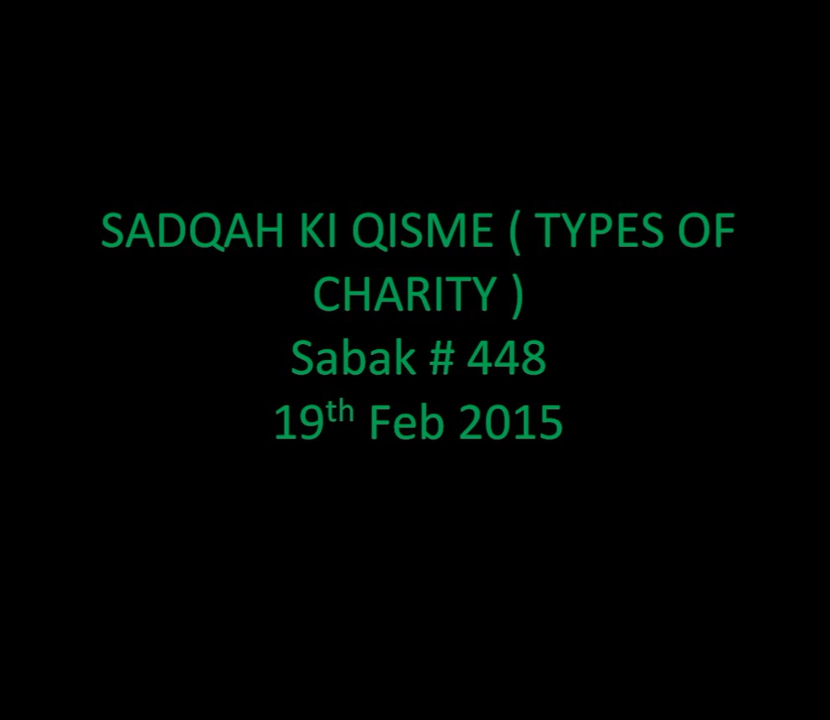 SADQAH KI QISME ( TYPES OF
CHARITY )
Sabak # 448
19th Feb 2015